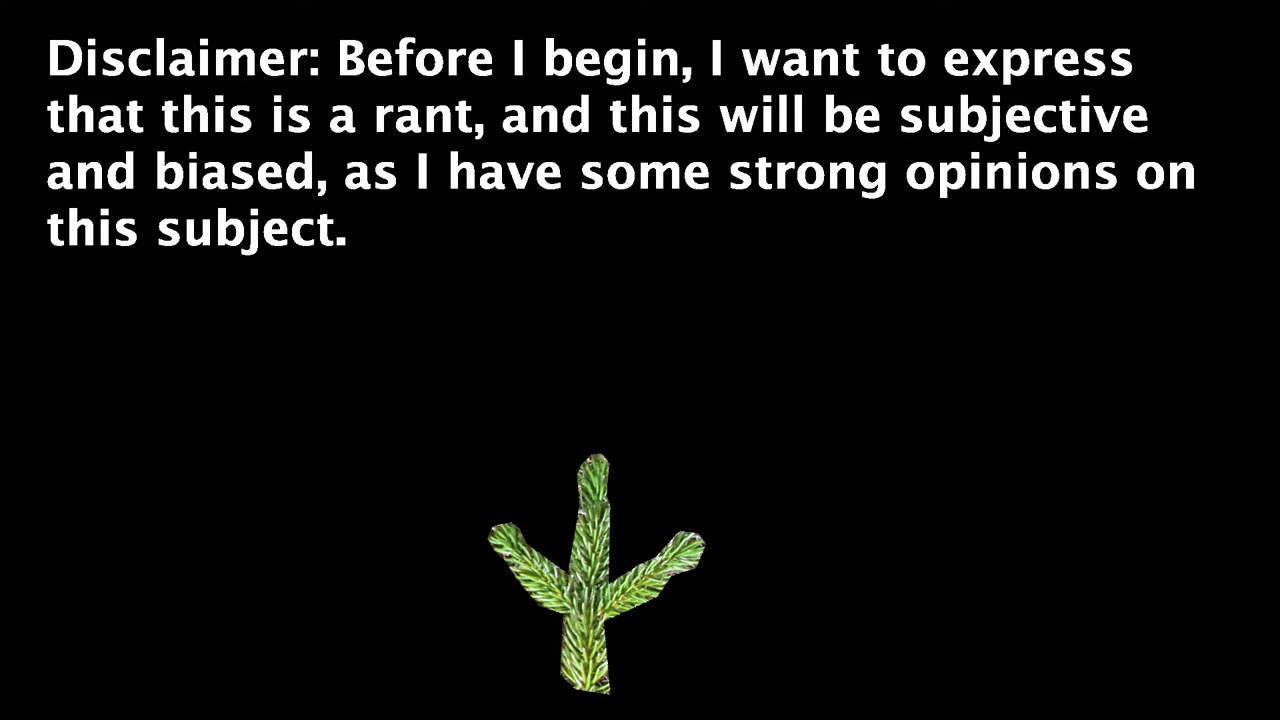 Disclaimer: Before I begin, I want to express
that this is a rant, and this will be subjective
and biased, as I have some strong opinions on
this subject.